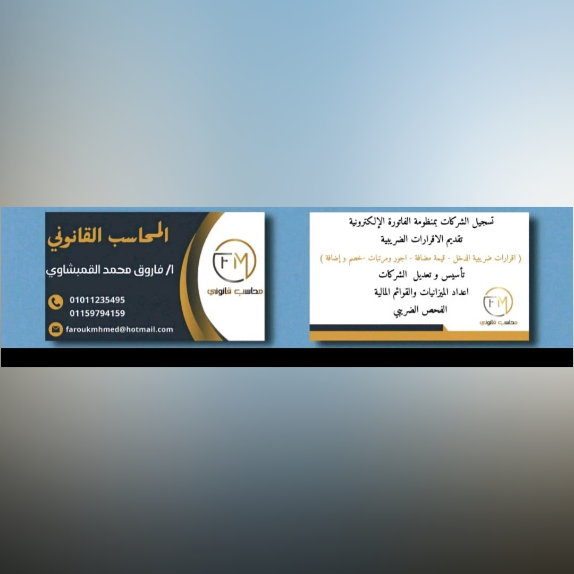 المحاسب القانوني
ا/ فاروق محمد القمبشاوي
01011235495
01159794159
faroukmhmed@hotmail.com
FM
محاسب قانوني
تسجيل الشركات بمنظومة الفاتورة الإلكترونية
تقديم الاقرارات الضريبية
( اقرارات ضريبية الدخل - قيمة مضافة - اجور ومرتبات - خصم و إضافة )
تأسيس و تعديل الشركات
اعداد الميزانيات والقوائم المالية
الفحص الضريبي
FM
محاسب قانوني